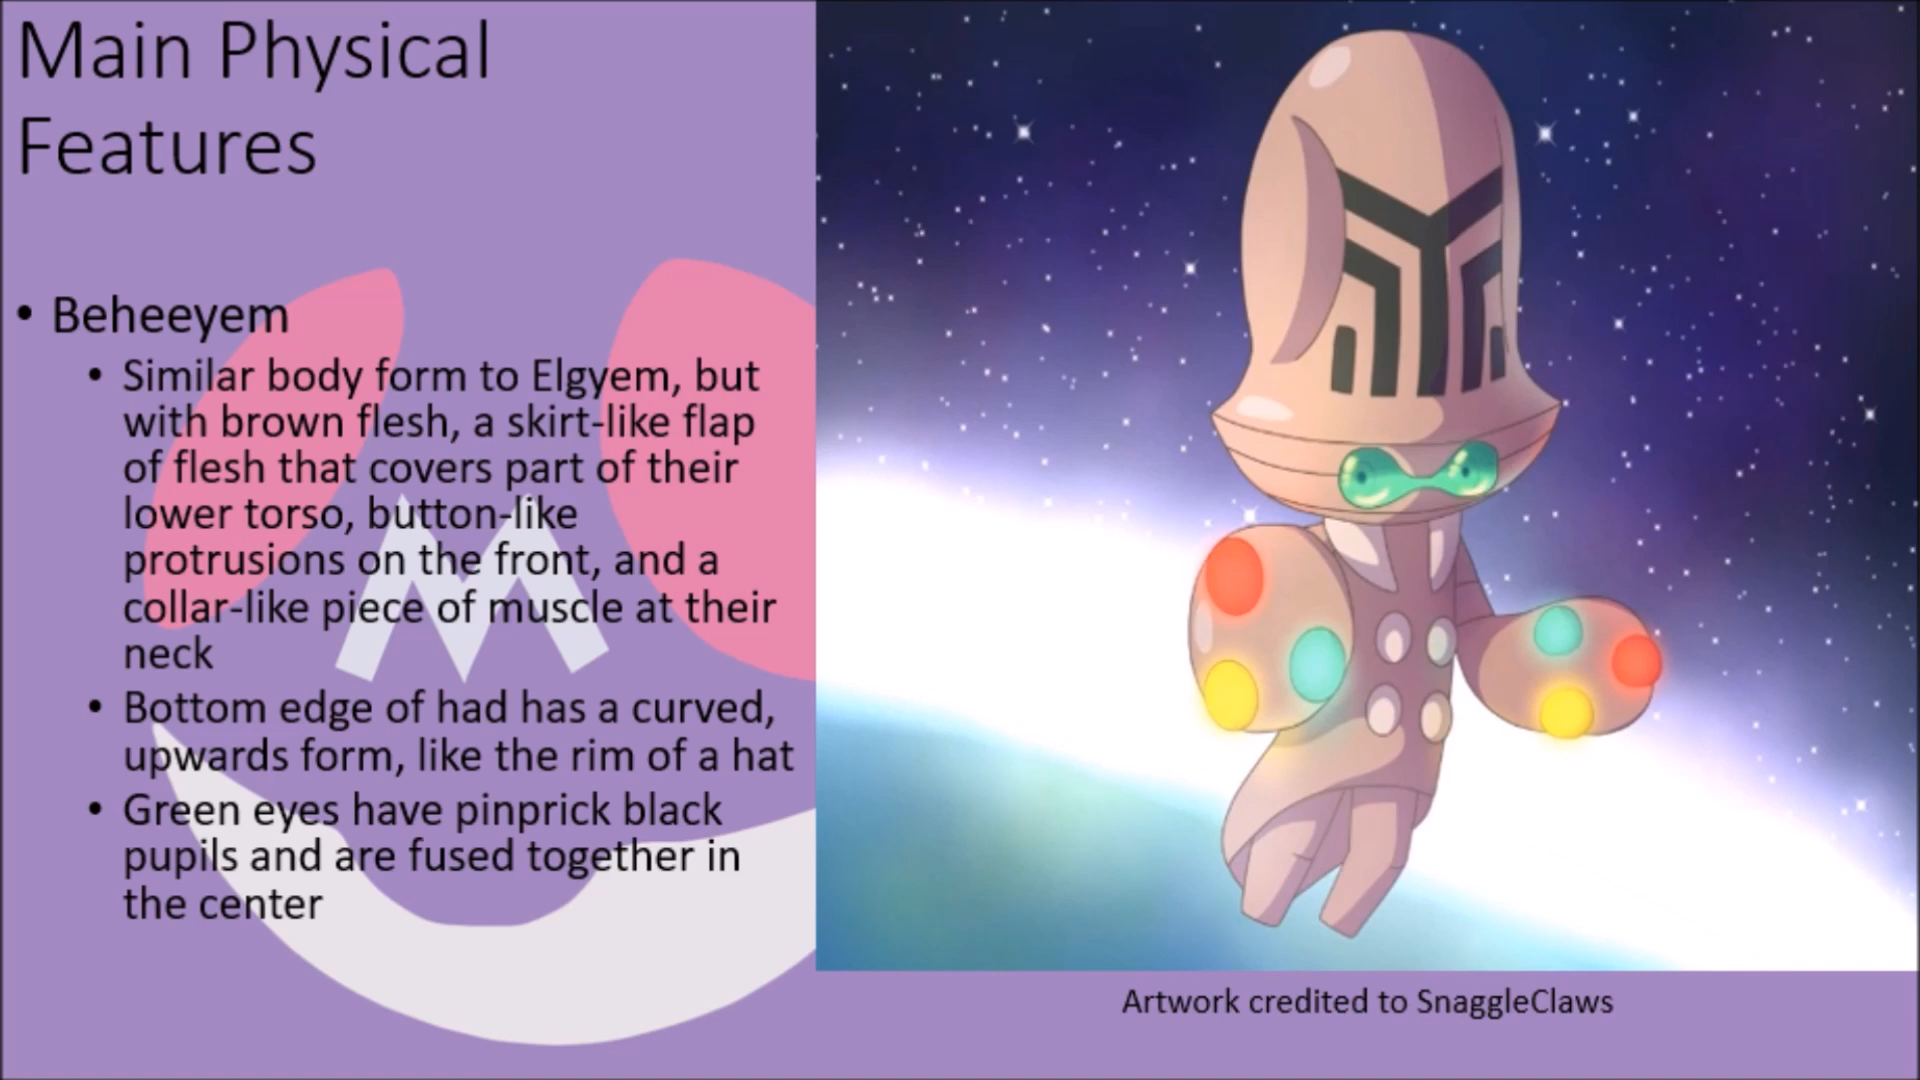 Main Physical
Features
• Beheeyem
• Similar body form to Elgyem, but
with brown flesh, a skirt-like flap
of flesh that covers part of their
lower torso, button-like
protrusions on the front, and a
collar-like piece of muscle at their
neck
• Bottom edge of had has a curved,
upwards form, like the rim of a hat
• Green eyes have pinprick black
pupils and are fused together in
the center
Artwork credited to SnaggleClaws